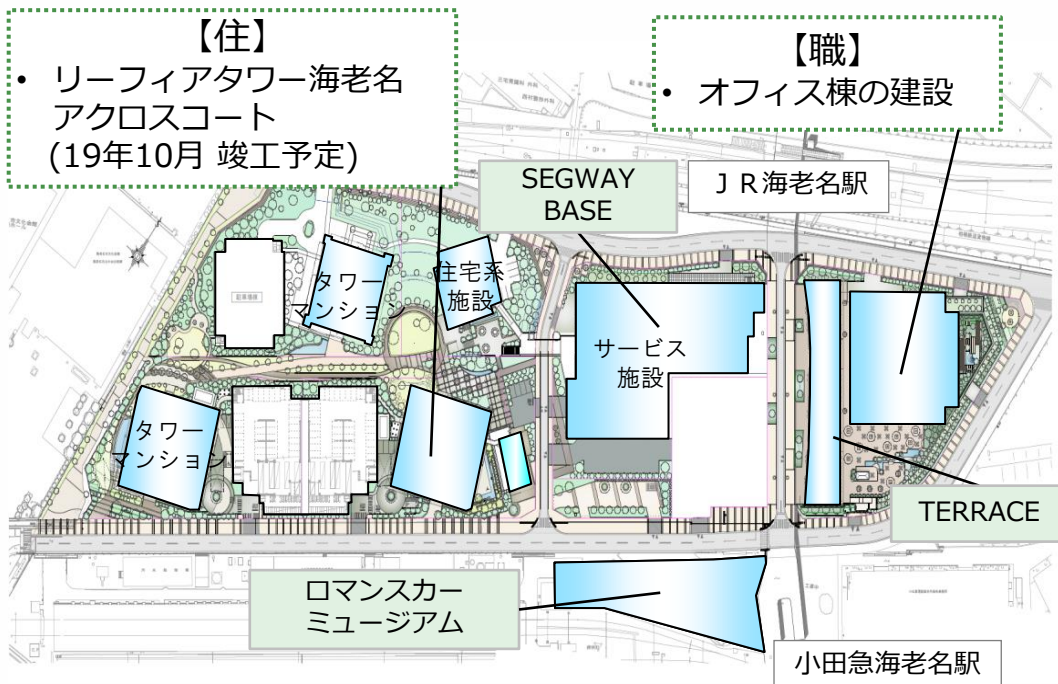 【住】
• リーフィアタワー海老名
アクロスコート
(19年10月 竣工予定)
【職】
• オフィス棟の建設
SEGWAY
BASE
ＪＲ海老名駅
タワー
マンション
住宅系
施設
サービス
施設
タワー
マンション
TERRACE
ロマンスカー
ミュージアム
小田急海老名駅